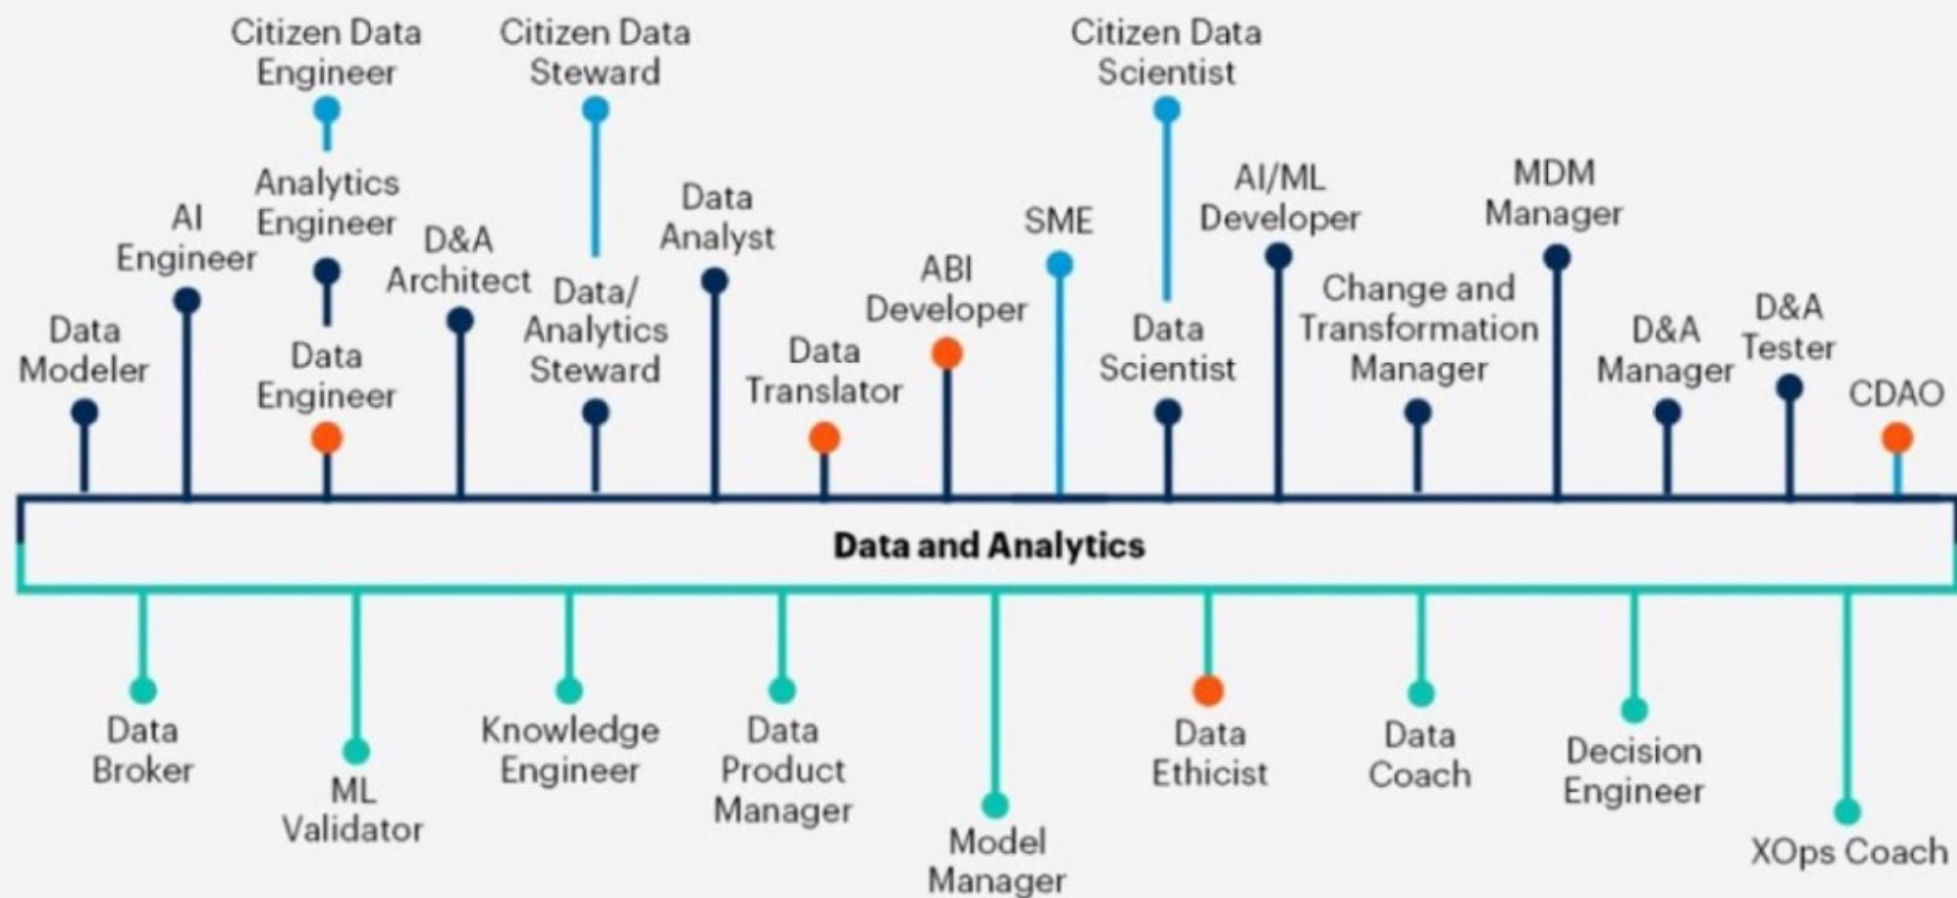 Citizen Data
Engineer
Citizen Data
Steward
Citizen Data
Scientist
Analytics
Engineer
AI
Engineer
D&A
Architect
Data
Analyst
SME
AI/ML
Developer
MDM
Manager
Data
Modeler
Data
Engineer
Data/
Analytics
Steward
Data
Translator
ABI
Developer
Data
Scientist
Change and
Transformation
Manager
D&A
Manager
D&A
Tester
CDAO
Data and Analytics
Data
Broker
ML
Validator
Knowledge
Engineer
Data
Product
Manager
Model
Manager
Data
Ethicist
Data
Coach
Decision
Engineer
XOps Coach